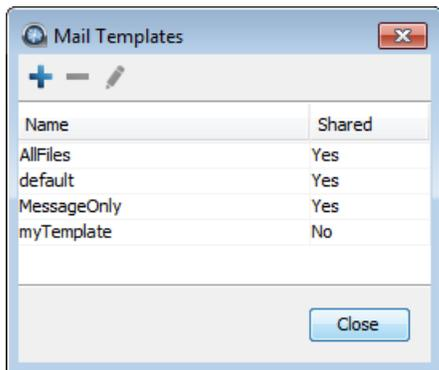 Mail Templates
Name Shared
AllFiles Yes
default Yes
MessageOnly Yes
myTemplate No
Close